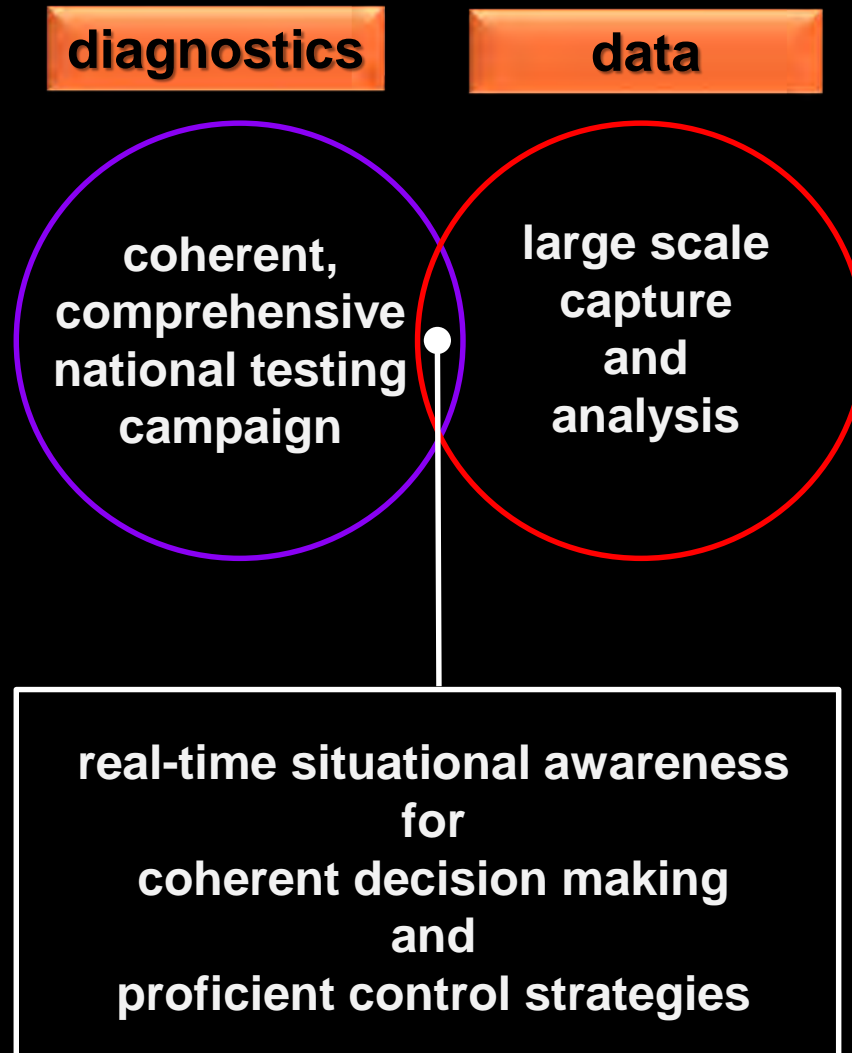 diagnostics
data
coherent,
comprehensive
national testing
campaign
large scale
capture
and
analysis
real-time situational awareness
for
coherent decision making
and
proficient control strategies